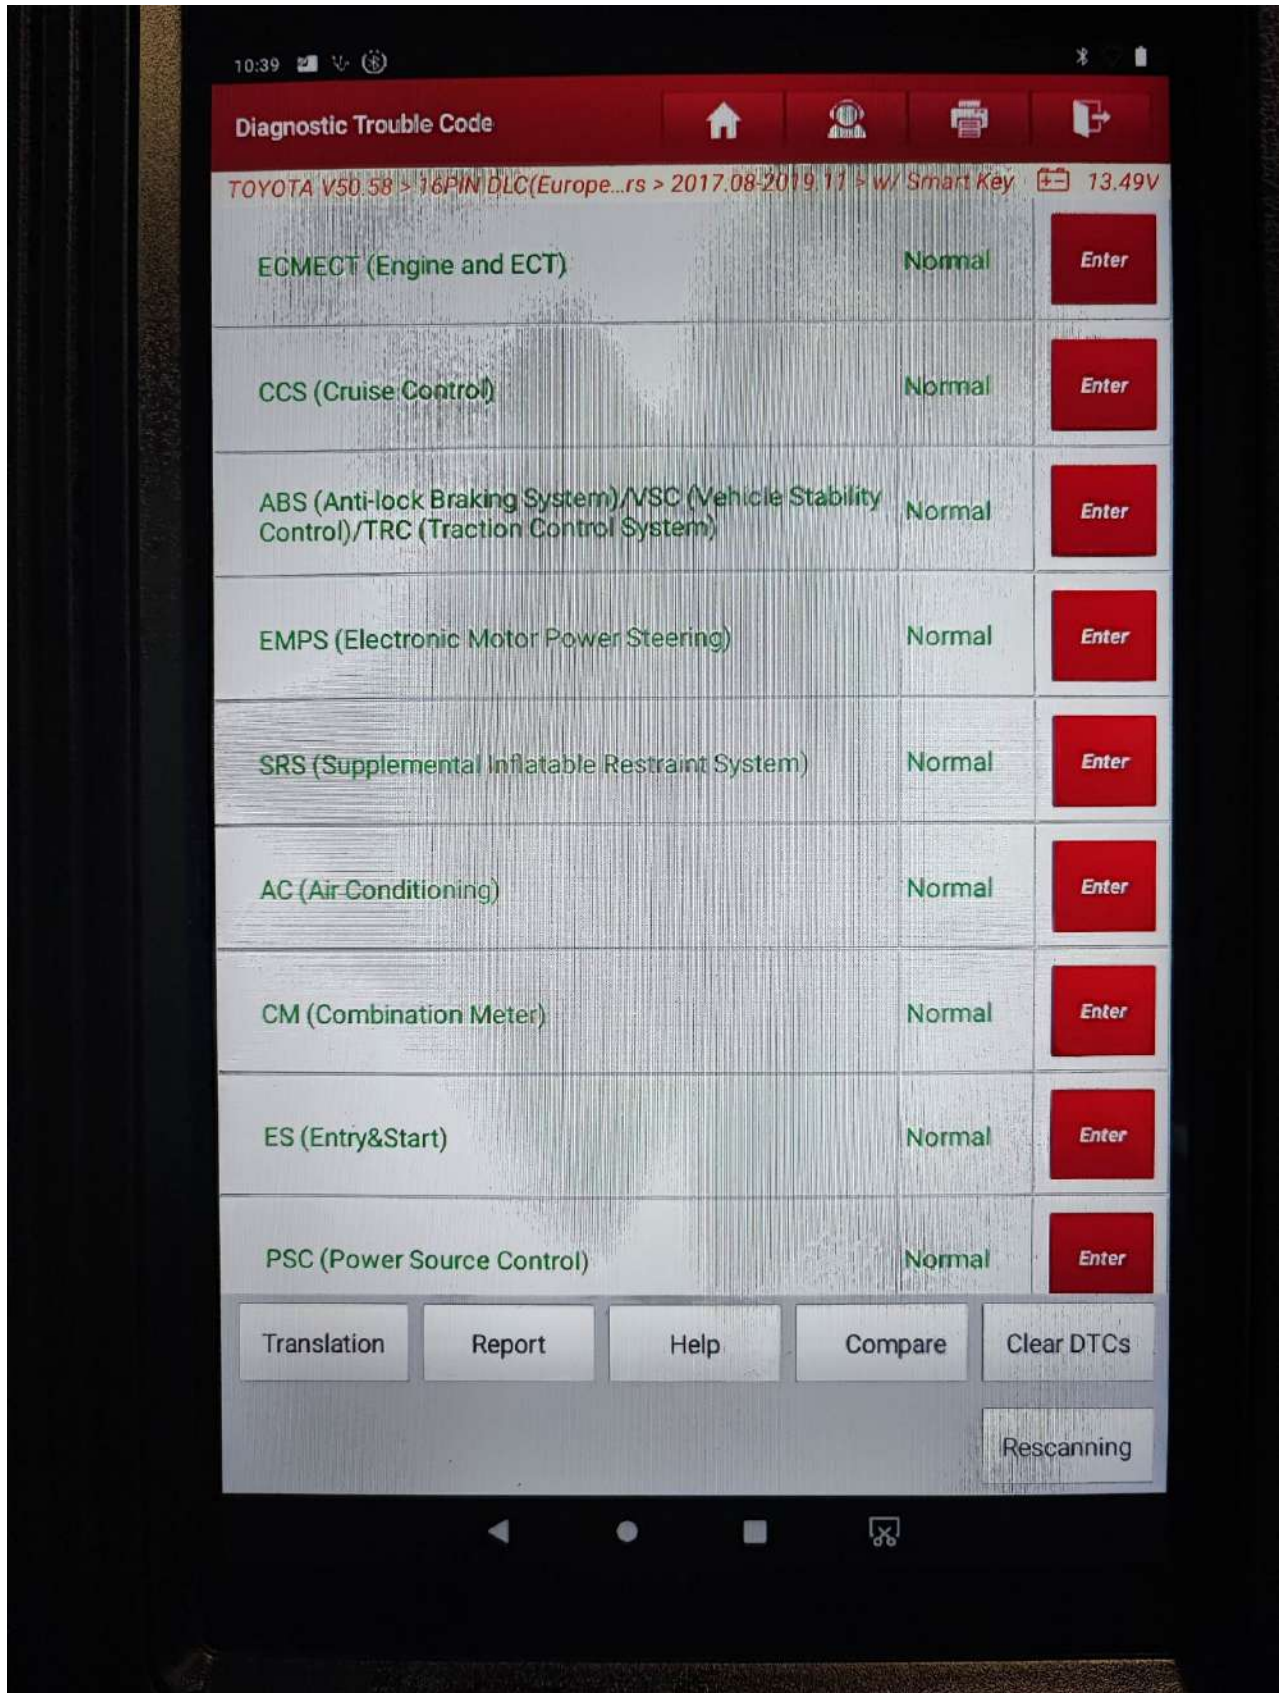 10:39
Diagnostic Trouble Code
TOYOTA V50.58 > 16PIN DLC(Europe...rs > 2017.08-2019.11 > w/ Smart Key 13.49V
ECMECT (Engine and ECT) Normal Enter
CCS (Cruise Control) Normal Enter
ABS (Anti-lock Braking System)/VSC (Vehicle Stability
Control)/TRC (Traction Control System) Normal Enter
EMPS (Electronic Motor Power Steering) Normal Enter
SRS (Supplemental Inflatable Restraint System) Normal Enter
AC (Air Conditioning) Normal Enter
CM (Combination Meter) Normal Enter
ES (Entry&Start) Normal Enter
PSC (Power Source Control) Normal Enter
Translation Report Help Compare Clear DTCs
Rescanning